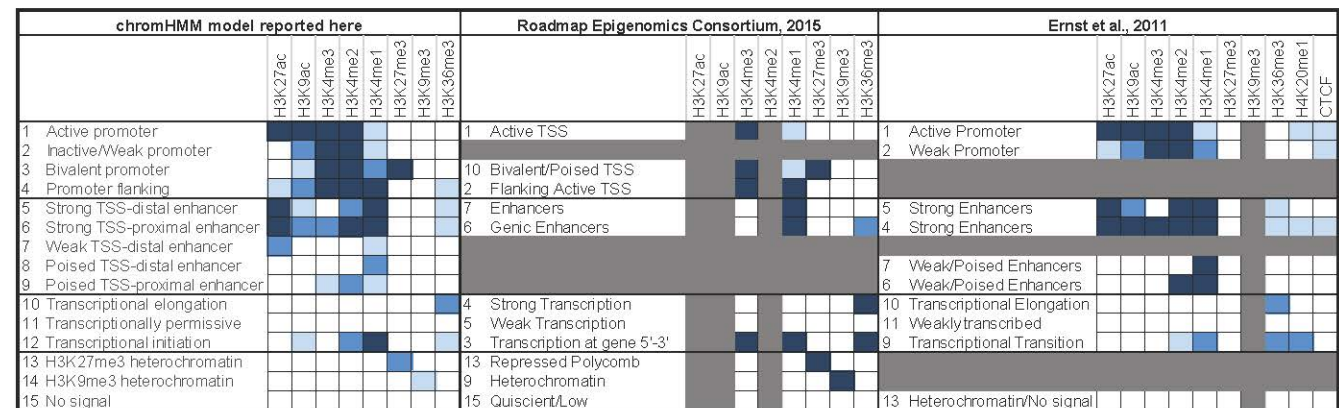 chromHMM model reported here Roadmap Epigenomics Consortium, 2015 Ernst et al., 2011
H3K27ac H3K9ac H3K4me3 H3K4me2 H3K4me1 H3K27me3 H3K9me3 H3K36me3 H3K27ac H3K9ac H3K4me3 H3K4me2 H3K4me1 H3K27me3 H3K9me3 H3K36me3 H3K27ac H3K9ac H3K4me3 H3K4me2 H3K4me1 H3K27me3 H3K9me3 H3K36me3 H4K20me1 CTCF
1 Active promoter 1 Active TSS 1 Active Promoter
2 Inactive/Weak promoter 2 Weak Promoter
3 Bivalent promoter 10 Bivalent/Poised TSS
4 Promoter flanking 2 Flanking Active TSS
5 Strong TSS-distal enhancer 7 Enhancers 5 Strong Enhancers
6 Strong TSS-proximal enhancer 6 Genic Enhancers 4 Strong Enhancers
7 Weak TSS-distal enhancer
8 Poised TSS-distal enhancer 7 Weak/Poised Enhancers
9 Poised TSS-proximal enhancer 6 Weak/Poised Enhancers
10 Transcriptional elongation 4 Strong Transcription 10 Transcriptional Elongation
11 Transcriptionally permissive 5 Weak Transcription 11 Weakly transcribed
12 Transcriptional initiation 3 Transcription at gene 5'-3' 9 Transcriptional Transition
13 H3K27me3 heterochromatin 13 Repressed Polycomb
14 H3K9me3 heterochromatin 9 Heterochromatin
15 No signal 15 Quiscient/Low 13 Heterochromatin/No signal